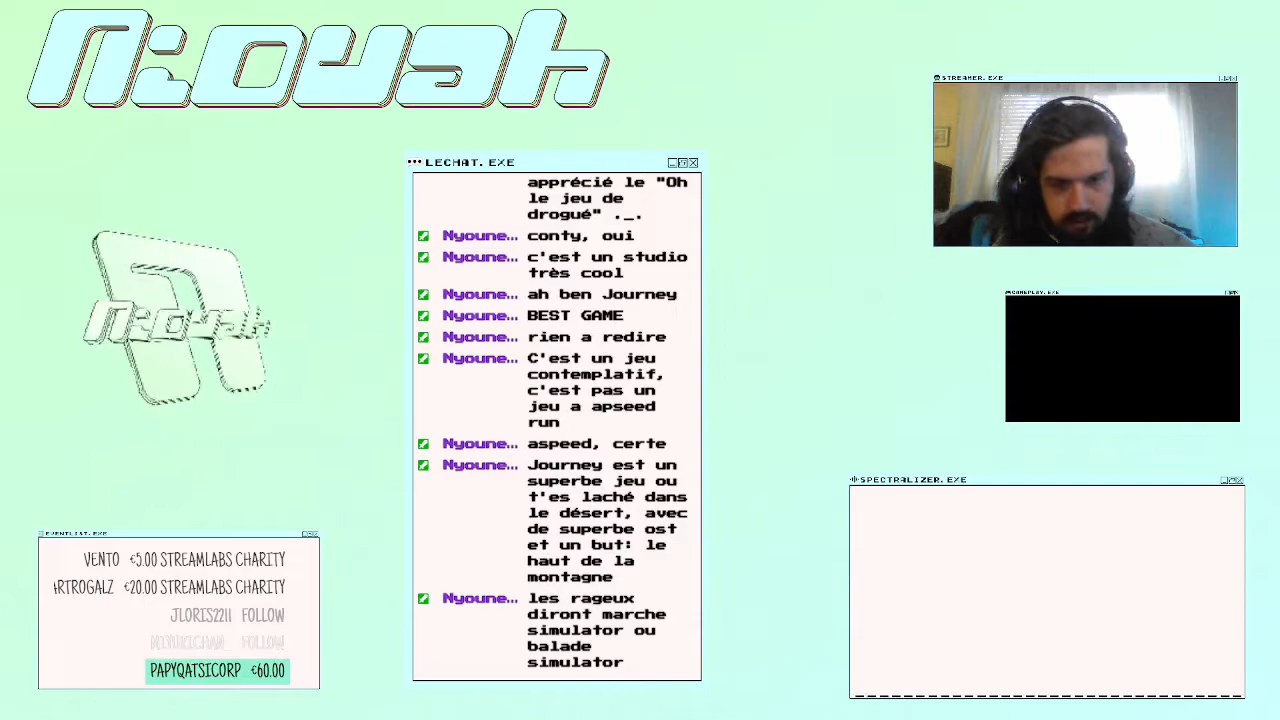 Nioush
STREAMER.EXE
LECHAT.EXE
apprécié le "Oh
le jeu de
drogué" ._.
Nyoune... conty, oui
Nyoune... c'est un studio
très cool
Nyoune... ah ben Journey
Nyoune... BEST GAME
Nyoune... rien a redire
Nyoune... C'est un jeu
contemplatif,
c'est pas un
jeu a apseed
run
Nyoune... aspeed, certe
Nyoune... Journey est un
superbe jeu ou
t'es laché dans
le désert, avec
de superbe ost
et un but: le
haut de la
montagne
Nyoune... les rageux
diront marche
simulator ou
balade
simulator
Nioush
GAMEPLAY.EXE
SPECTRALIZER.EXE
EVENTLIST.EXE
VENTO €5.00 STREAMLABS CHARITY
RTROGALZ €20.00 STREAMLABS CHARITY
JLORIS2211 FOLLOW
FOLLOW
PAPYQATSICORP €60.00